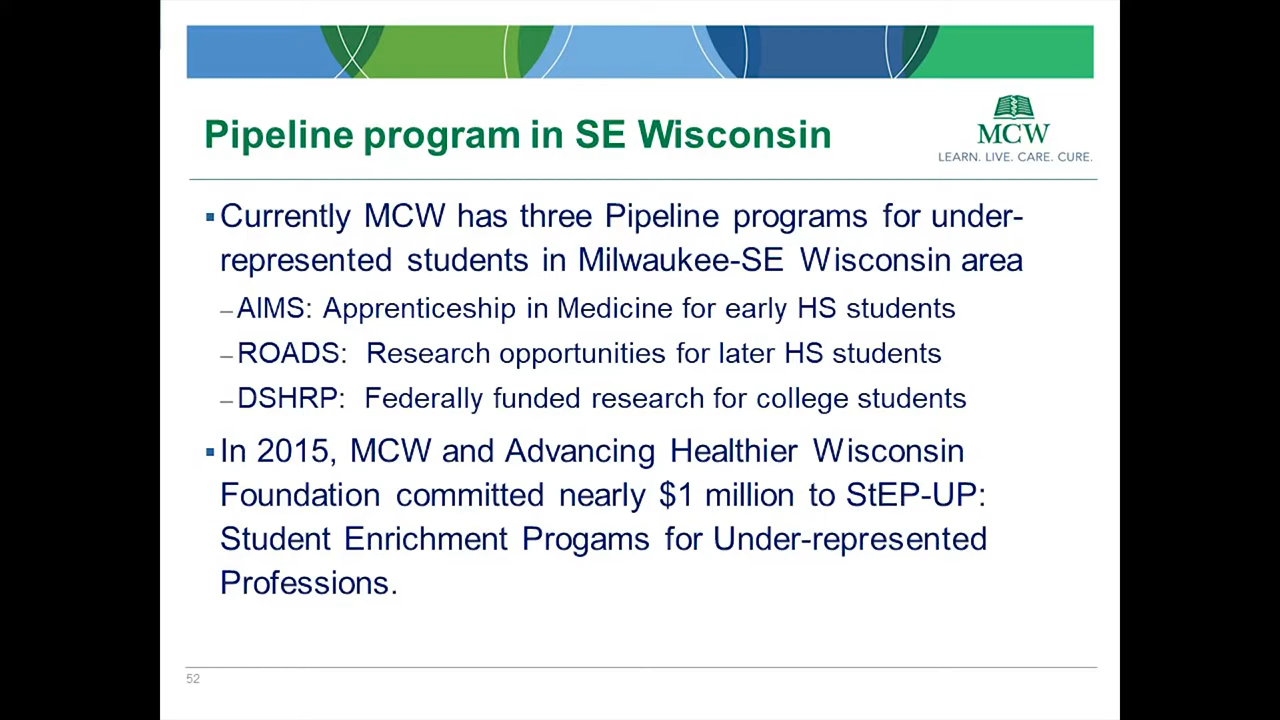 Pipeline program in SE Wisconsin
MCW
LEARN. LIVE. CARE. CURE.
▪Currently MCW has three Pipeline programs for under-
represented students in Milwaukee-SE Wisconsin area
–AIMS: Apprenticeship in Medicine for early HS students
–ROADS: Research opportunities for later HS students
–DSHRP: Federally funded research for college students
▪In 2015, MCW and Advancing Healthier Wisconsin
Foundation committed nearly $1 million to StEP-UP:
Student Enrichment Progams for Under-represented
Professions.
52